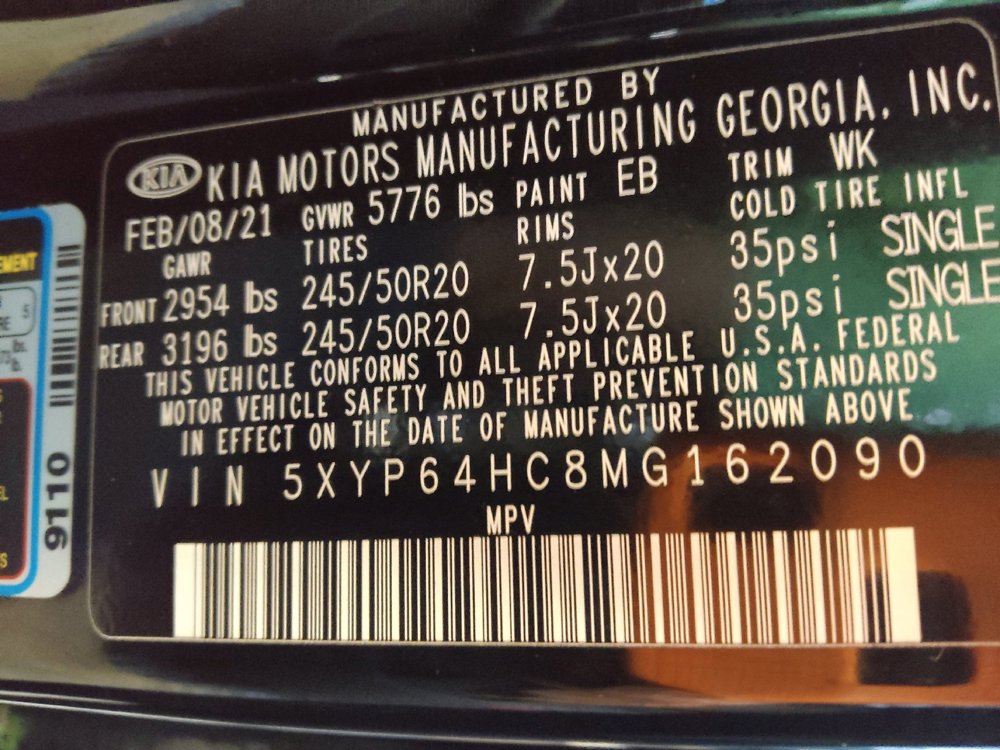 MANUFACTURED BY
KIA KIA MOTORS MANUFACTURING GEORGIA, INC.
FEB/08/21 GVWR 5776 lbs PAINT EB TRIM WK
GAWR TIRES RIMS COLD TIRE INFL
FRONT 2954 lbs 245/50R20 7.5Jx20 35psi SINGLE
REAR 3196 lbs 245/50R20 7.5Jx20 35psi SINGLE
THIS VEHICLE CONFORMS TO ALL APPLICABLE U.S.A. FEDERAL
MOTOR VEHICLE SAFETY AND THEFT PREVENTION STANDARDS
IN EFFECT ON THE DATE OF MANUFACTURE SHOWN ABOVE
VIN 5XYP64HC8MG162090
MPV
9110